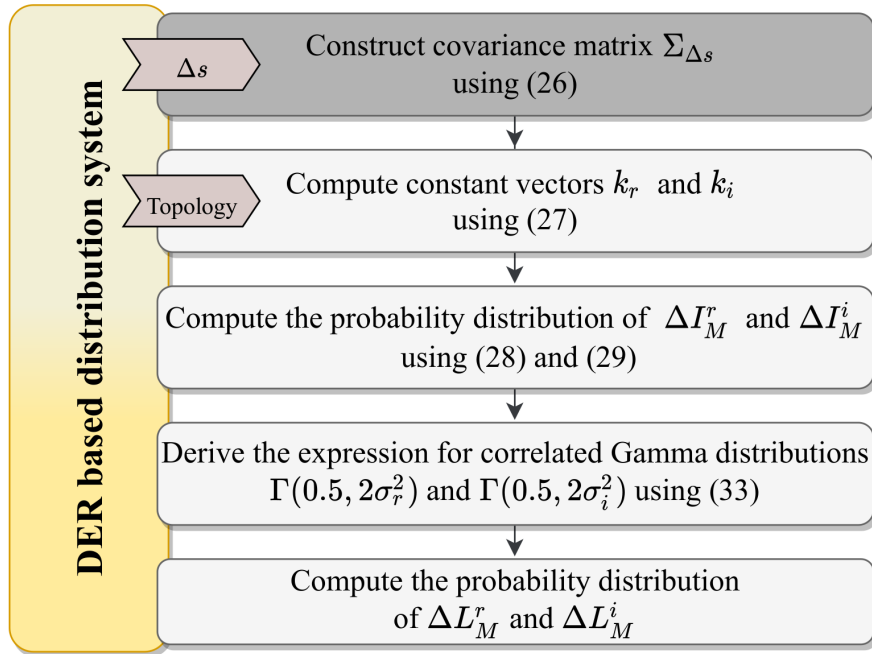 DER based distribution system
Δs
Construct covariance matrix Σ_Δs
using (26)
Topology
Compute constant vectors k_r and k_i
using (27)
Compute the probability distribution of ΔI_M^r and ΔI_M^i
using (28) and (29)
Derive the expression for correlated Gamma distributions
Γ(0.5, 2σ_r^2) and Γ(0.5, 2σ_i^2) using (33)
Compute the probability distribution
of ΔL_M^r and ΔL_M^i